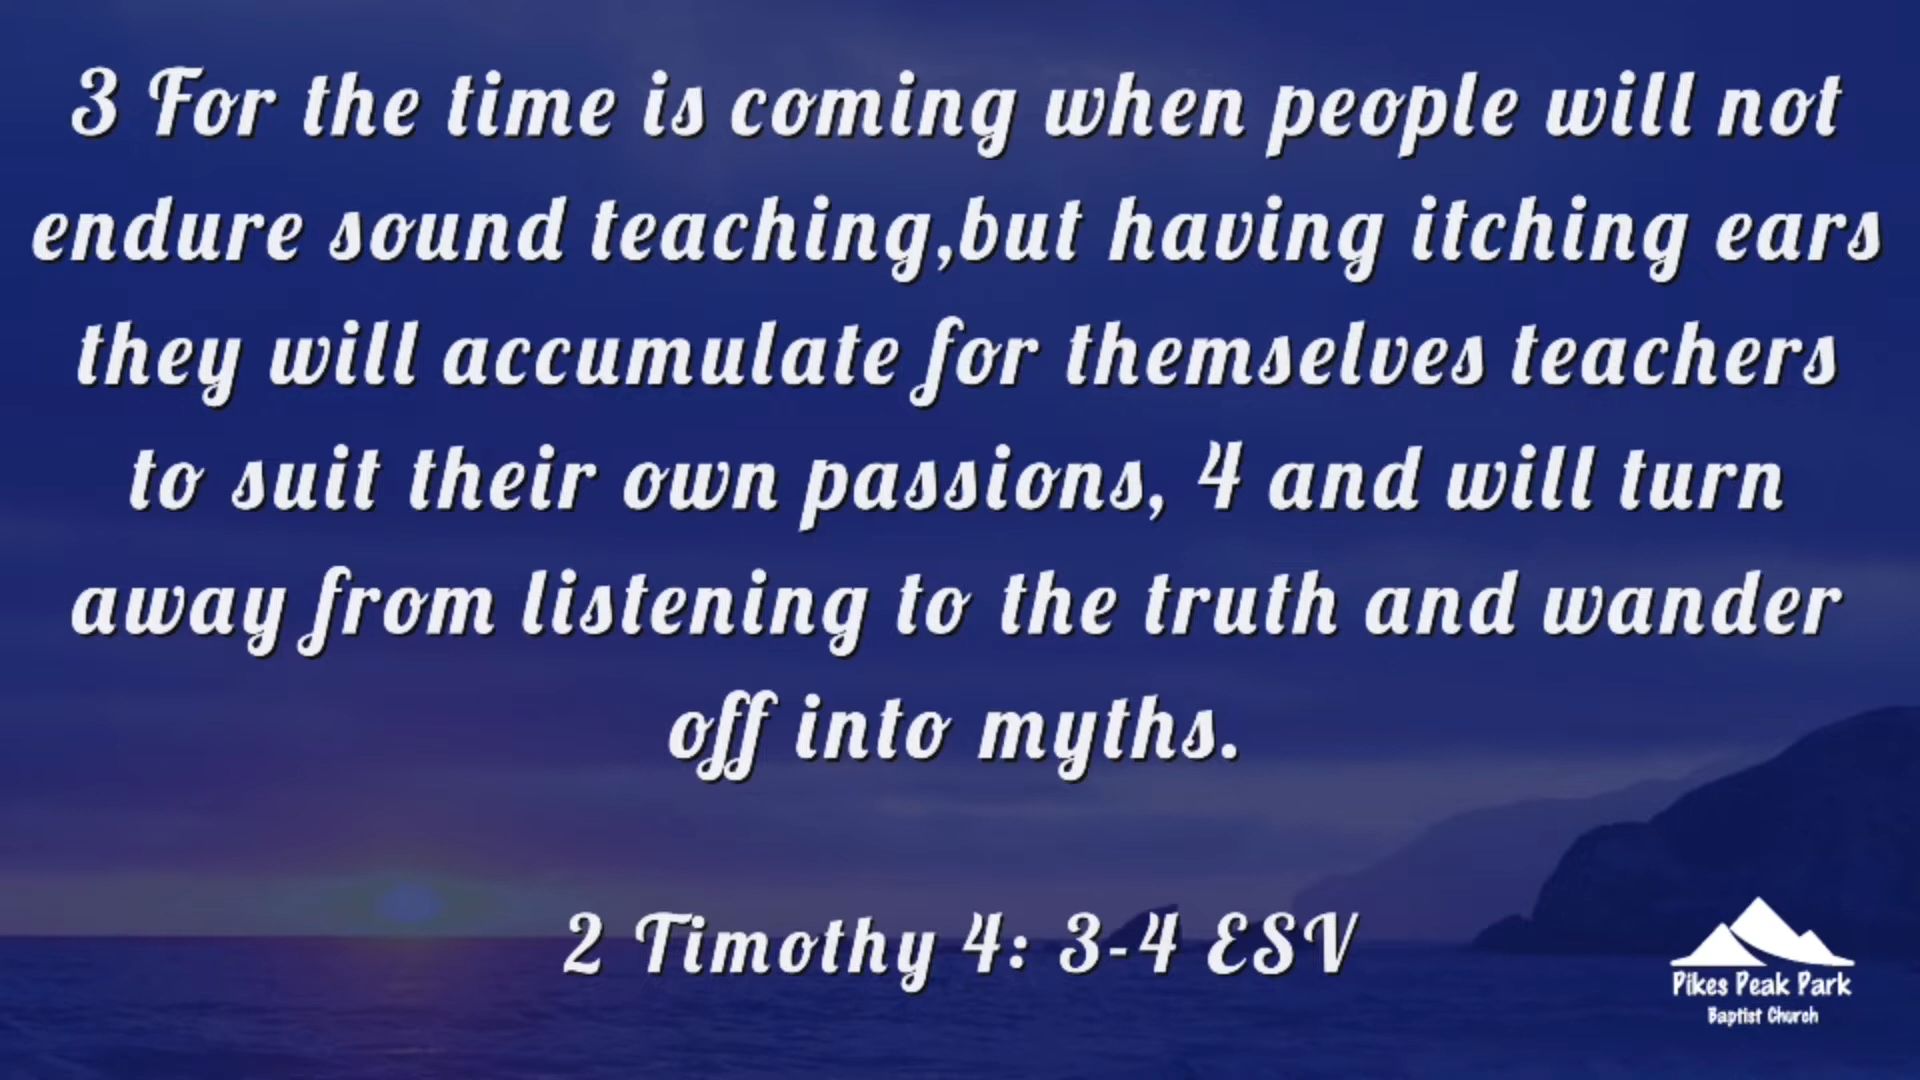 3 For the time is coming when people will not
endure sound teaching,but having itching ears
they will accumulate for themselves teachers
to suit their own passions, 4 and will turn
away from listening to the truth and wander
off into myths.
2 Timothy 4: 3-4 ESV
Pikes Peak Park
Baptist Church